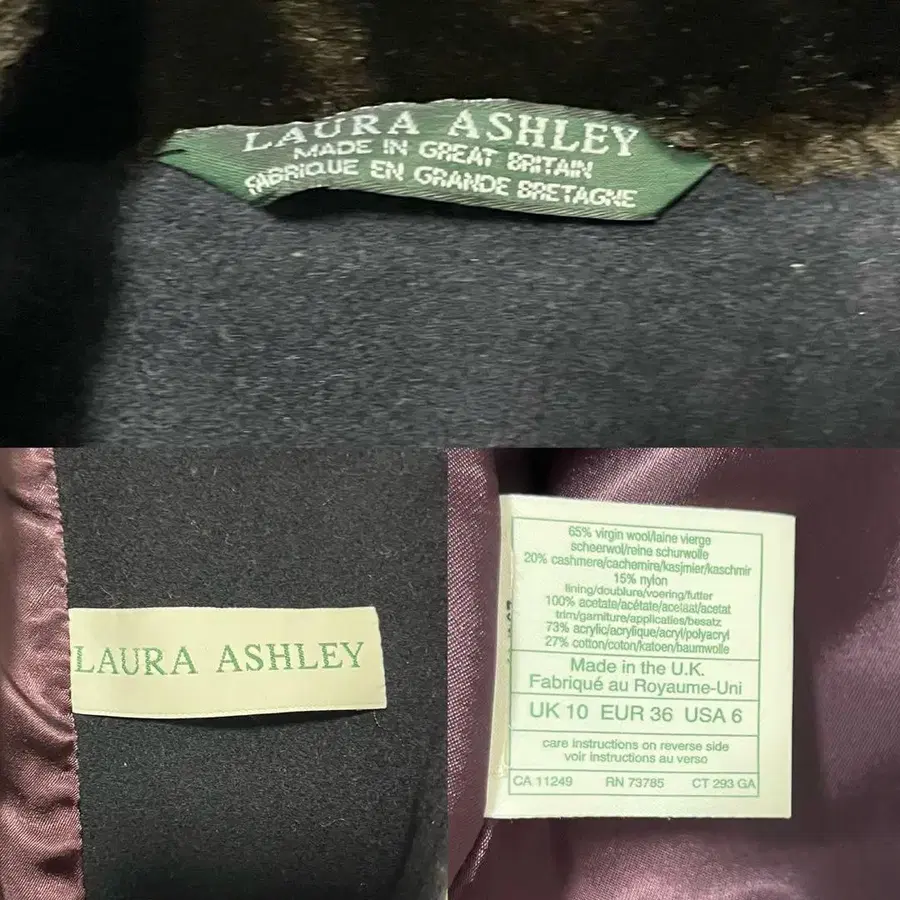 LAURA ASHLEY
MADE IN GREAT BRITAIN
FABRIQUE EN GRANDE BRETAGNE
LAURA ASHLEY
65% virgin wool/laine vierge
scheerwol/reine schurwolle
20% cashmere/cachemire/kasjmier/kaschmir
15% nylon
lining/doublure/voering/futter
100% acetate/acétate/acetaat/acetat
trim/garniture/applicaties/besatz
73% acrylic/acrylique/acryl/polyacryl
27% cotton/coton/katoen/baumwolle
Made in the U.K.
Fabriqué au Royaume-Uni
UK 10 EUR 36 USA 6
care instructions on reverse side
voir instructions au verso
CA 11249 RN 73785 CT 293 GA